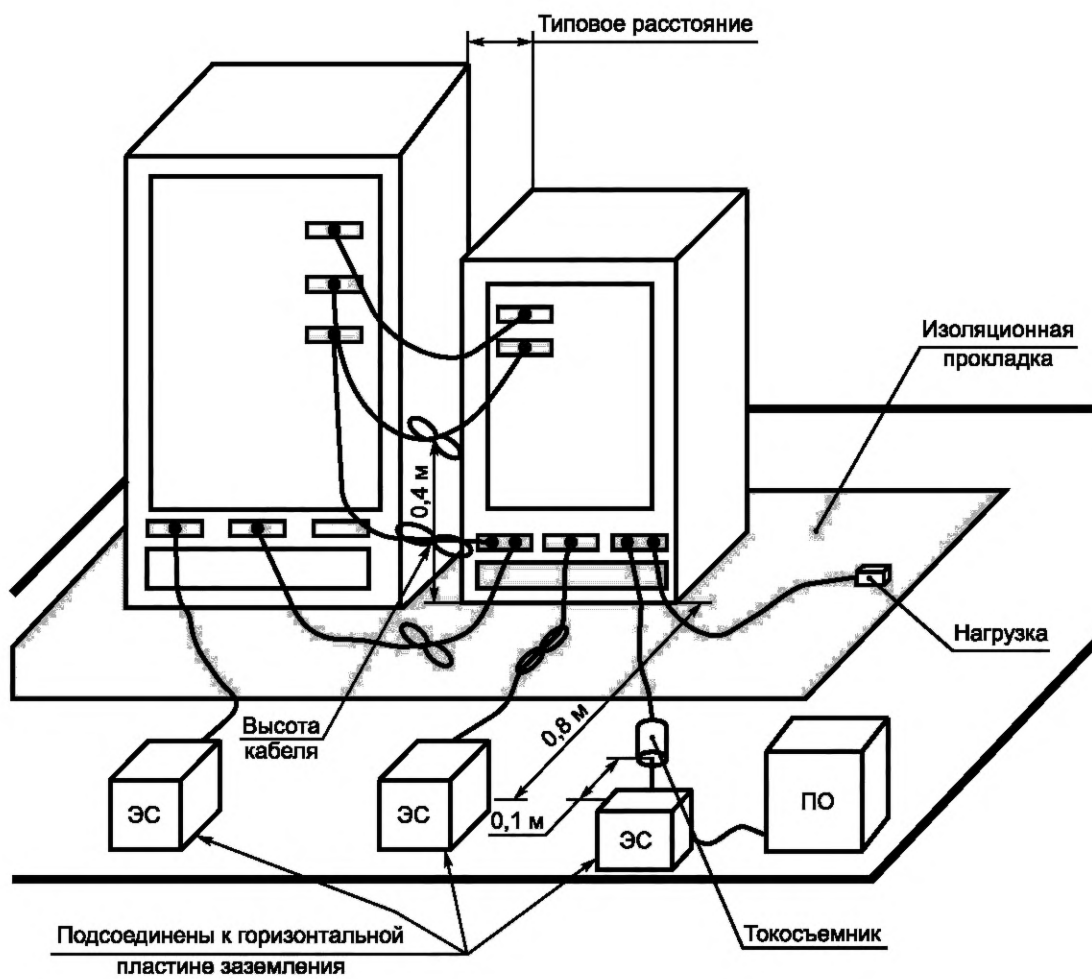 Типовое расстояние
Изоляционная
прокладка
0,4 м
Нагрузка
Высота
кабеля
0,8 м
0,1 м
ЭС
ЭС
ЭС
ПО
Подсоединены к горизонтальной
пластине заземления
Токосъемник